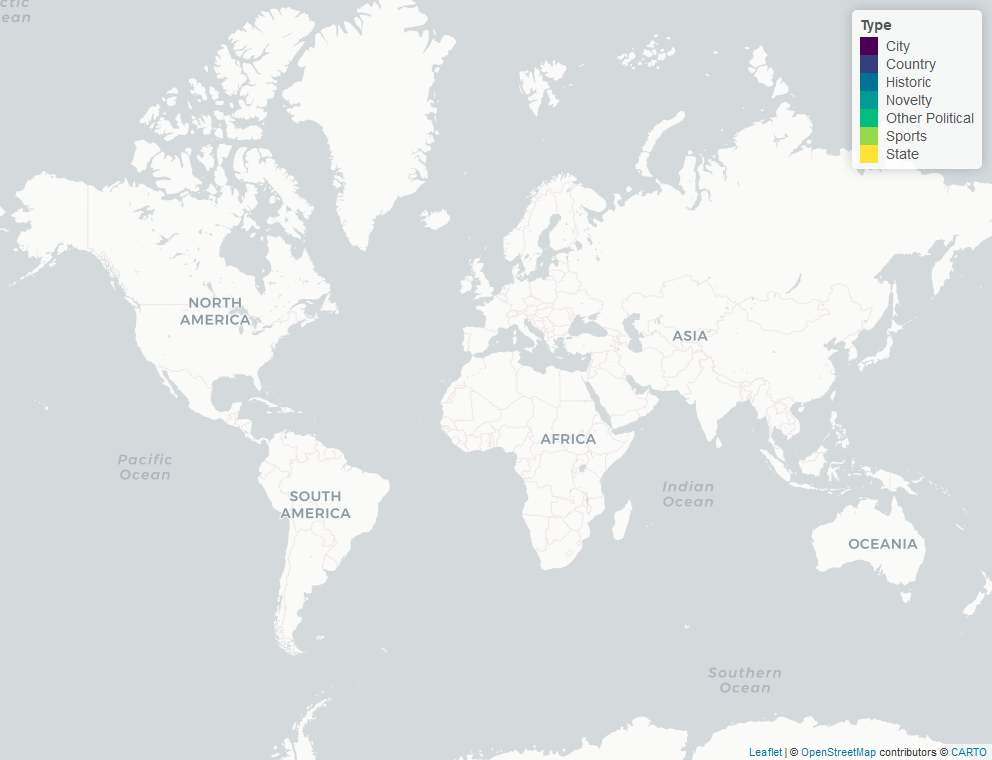 ctic
ean
Type
City
Country
Historic
Novelty
Other Political
Sports
State
NORTH
AMERICA
ASIA
AFRICA
Pacific
Ocean
Indian
Ocean
SOUTH
AMERICA
OCEANIA
Southern
Ocean
Leaflet | © OpenStreetMap contributors © CARTO